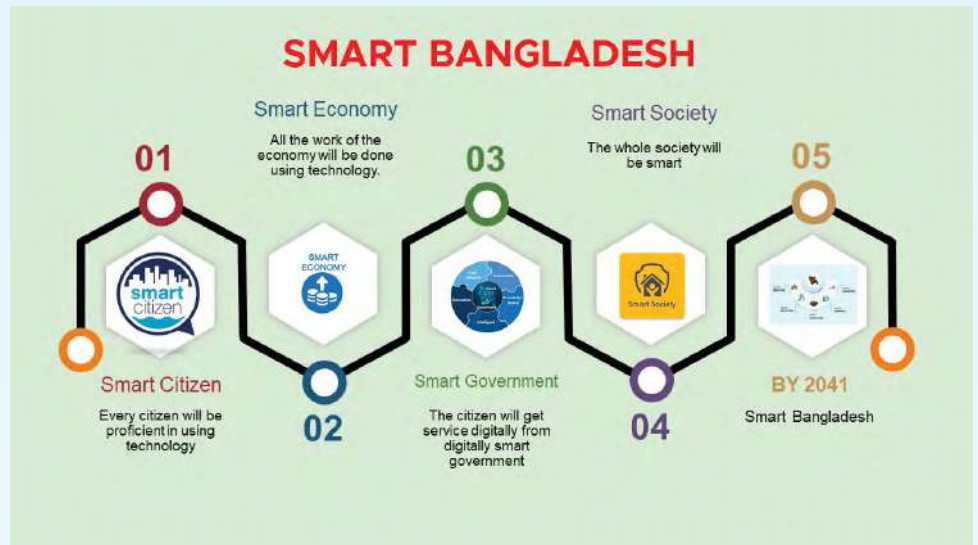 SMART BANGLADESH
01
smart
citizen
Smart Citizen
Every citizen will be
proficient in using
technology
Smart Economy
All the work of the
economy will be done
using technology.
SMART
ECONOMY
02
03
Smart Government
The citizen will get
service digitally from
digitally smart
government
Smart Society
The whole society will
be smart
Smart Society
04
05
BY 2041
Smart Bangladesh